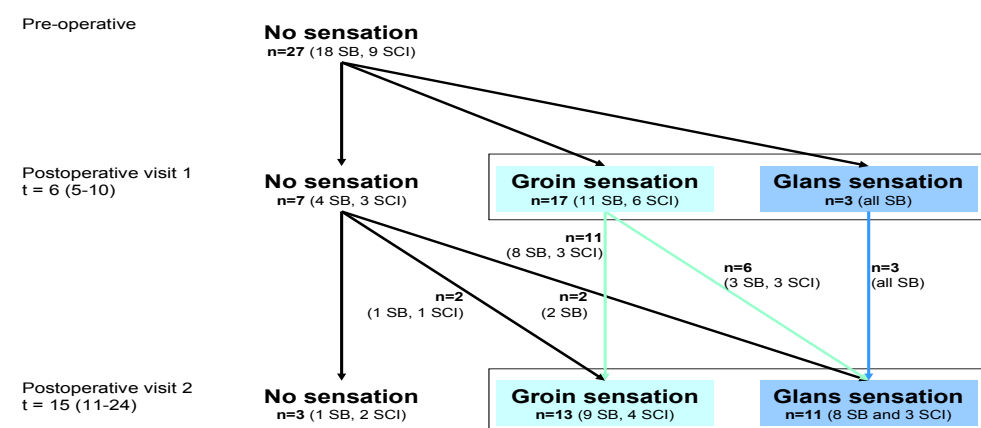 Pre-operative
No sensation
n=27 (18 SB, 9 SCI)
Postoperative visit 1
t = 6 (5-10)
No sensation
n=7 (4 SB, 3 SCI)
Groin sensation
n=17 (11 SB, 6 SCI)
Glans sensation
n=3 (all SB)
n=11
(8 SB, 3 SCI)
n=6
(3 SB, 3 SCI)
n=3
(all SB)
n=2
(1 SB, 1 SCI)
n=2
(2 SB)
Postoperative visit 2
t = 15 (11-24)
No sensation
n=3 (1 SB, 2 SCI)
Groin sensation
n=13 (9 SB, 4 SCI)
Glans sensation
n=11 (8 SB and 3 SCI)